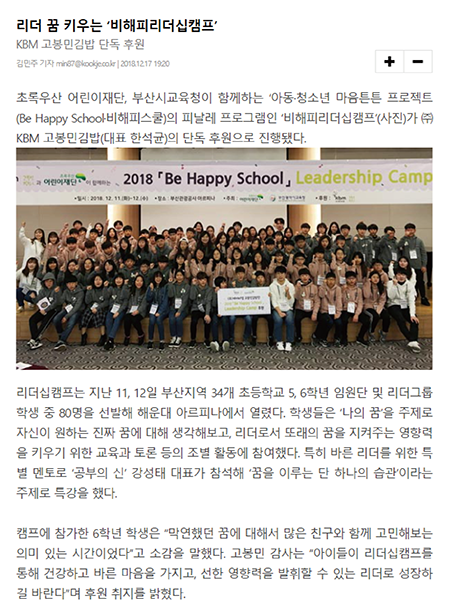 리더 꿈 키우는 ‘비해피리더십캠프’
KBM 고봉민김밥 단독 후원
김민주 기자 min87@kookje.co.kr | 2018.12.17 19:20
초록우산 어린이재단, 부산시교육청이 함께하는 ‘아동·청소년 마음튼튼 프로젝트
(Be Happy School·비해피스쿨)의 피날레 프로그램인 ‘비해피리더십캠프’(사진)가 ㈜
KBM 고봉민김밥(대표 한석균)의 단독 후원으로 진행됐다.
과 어린이재단이 함께하는 2018 「Be Happy School」 Leadership Camp
·일시 : 2018. 12. 11.(화)~12.(수) ·장소 : 부산관광공사 아르피나 ·주최 : 어린이재단 ·후원 :
「Be Happy School」
Leadership Camp
리더십캠프는 지난 11, 12일 부산지역 34개 초등학교 5, 6학년 임원단 및 리더그룹
학생 중 80명을 선발해 해운대 아르피나에서 열렸다. 학생들은 ‘나의 꿈’을 주제로
자신이 원하는 진짜 꿈에 대해 생각해보고, 리더로서 또래의 꿈을 지켜주는 영향력
을 키우기 위한 교육과 토론 등의 조별 활동에 참여했다. 특히 바른 리더를 위한 특
별 멘토로 ‘공부의 신’ 강성태 대표가 참석해 ‘꿈을 이루는 단 하나의 습관’이라는
주제로 특강을 했다.
캠프에 참가한 6학년 학생은 “막연했던 꿈에 대해서 많은 친구와 함께 고민해보는
의미 있는 시간이었다”고 소감을 말했다. 고봉민 감사는 “아이들이 리더십캠프를
통해 건강하고 바른 마음을 가지고, 선한 영향력을 발휘할 수 있는 리더로 성장하
길 바란다”며 후원 취지를 밝혔다.